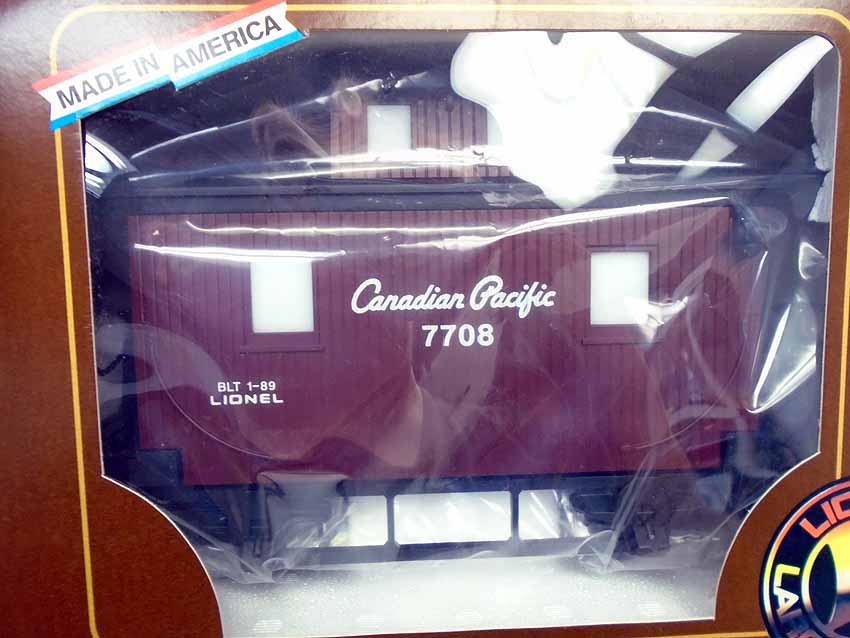 MADE IN AMERICA
Canadian Pacific
7708
BLT 1-89
LIONEL